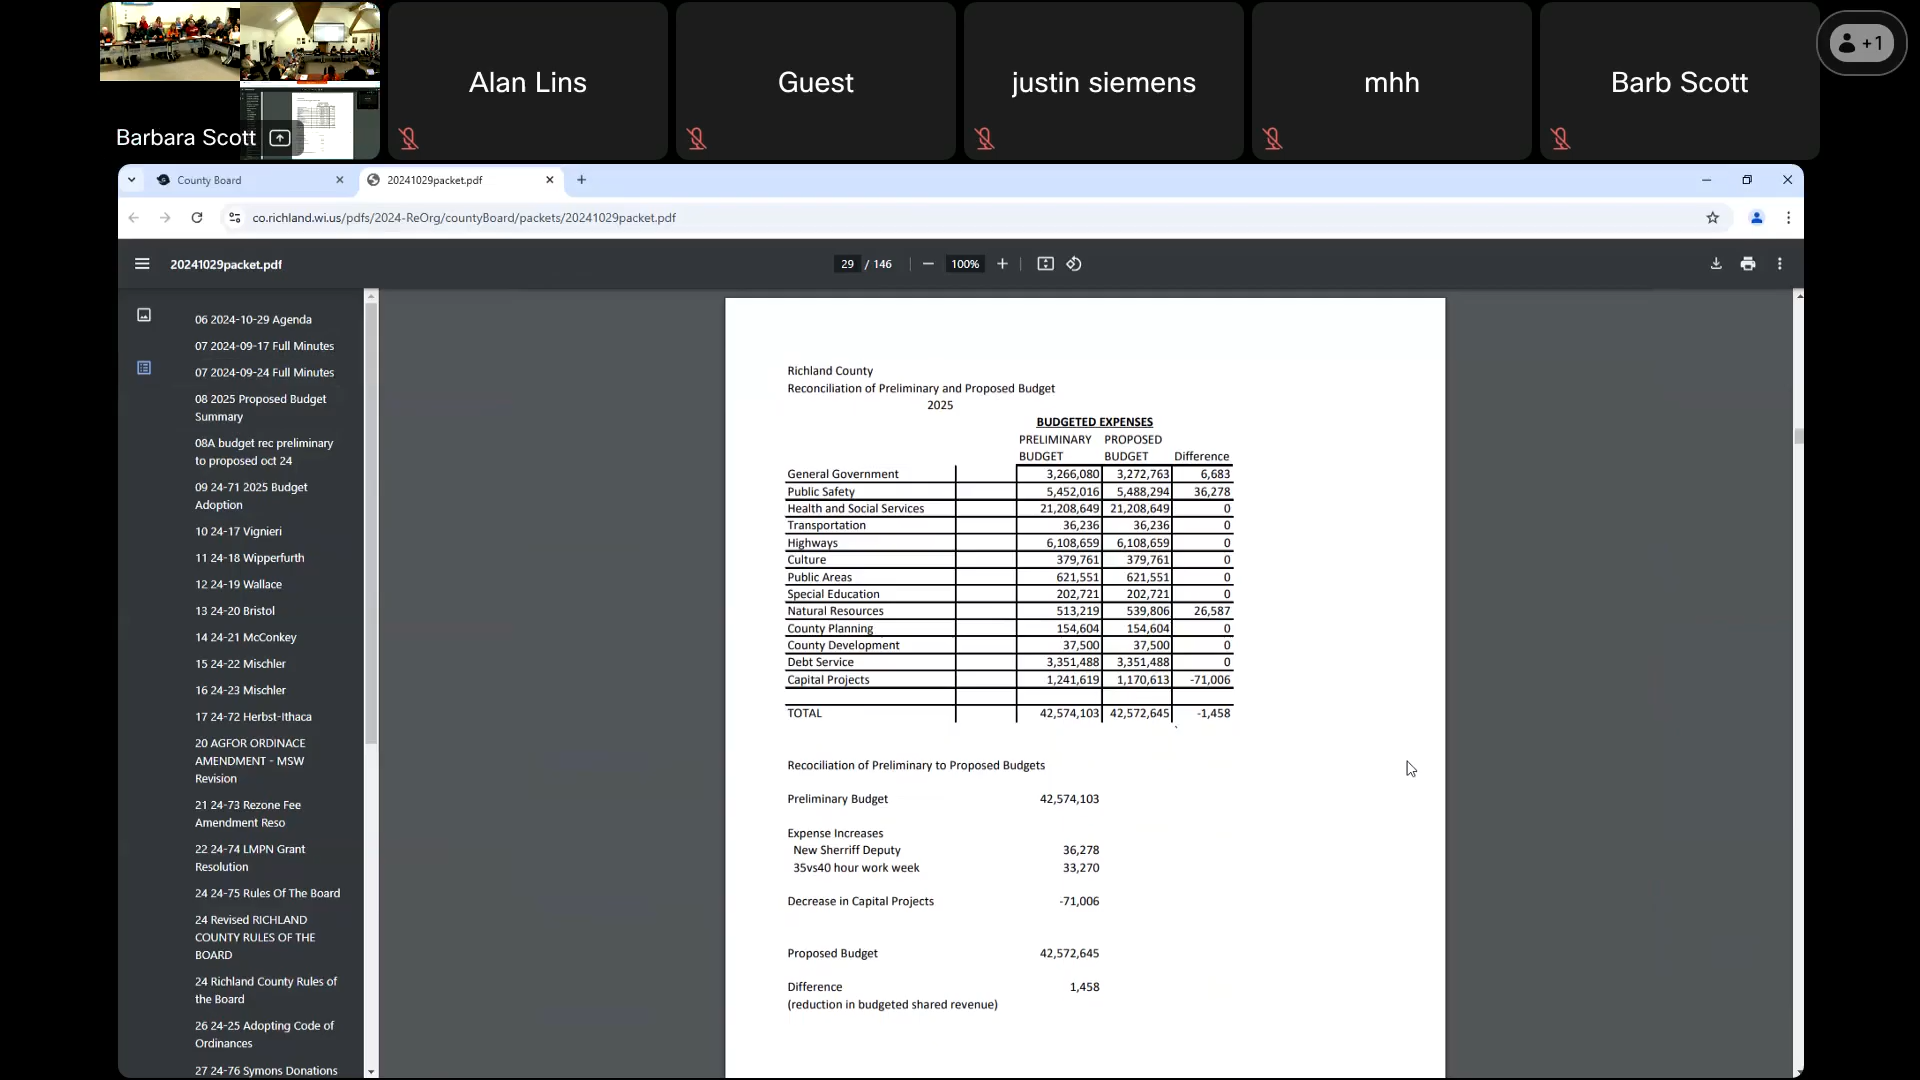 Alan Lins
Guest
justin siemens
mhh
Barb Scott
+1
Barbara Scott
County Board
20241029packet.pdf
co.richland.wi.us/pdfs/2024-ReOrg/countyBoard/packets/20241029packet.pdf
20241029packet.pdf
29 / 146
100%
06 2024-10-29 Agenda
07 2024-09-17 Full Minutes
07 2024-09-24 Full Minutes
08 2025 Proposed Budget
Summary
08A budget rec preliminary
to proposed oct 24
09 24-71 2025 Budget
Adoption
10 24-17 Vignieri
11 24-18 Wipperfurth
12 24-19 Wallace
13 24-20 Bristol
14 24-21 McConkey
15 24-22 Mischler
16 24-23 Mischler
17 24-72 Herbst-Ithaca
20 AGFOR ORDINACE
AMENDMENT - MSW
Revision
21 24-73 Rezone Fee
Amendment Reso
22 24-74 LMPN Grant
Resolution
24 24-75 Rules Of The Board
24 Revised RICHLAND
COUNTY RULES OF THE
BOARD
24 Richland County Rules of
the Board
26 24-25 Adopting Code of
Ordinances
27 24-76 Symons Donations
Richland County
Reconciliation of Preliminary and Proposed Budget
2025
BUDGETED EXPENSES
PRELIMINARY PROPOSED
BUDGET BUDGET Difference
General Government 3,266,080 3,272,763 6,683
Public Safety 5,452,016 5,488,294 36,278
Health and Social Services 21,208,649 21,208,649 0
Transportation 36,236 36,236 0
Highways 6,108,659 6,108,659 0
Culture 379,761 379,761 0
Public Areas 621,551 621,551 0
Special Education 202,721 202,721 0
Natural Resources 513,219 539,806 26,587
County Planning 154,604 154,604 0
County Development 37,500 37,500 0
Debt Service 3,351,488 3,351,488 0
Capital Projects 1,241,619 1,170,613 -71,006
TOTAL 42,574,103 42,572,645 -1,458
Reconciliation of Preliminary to Proposed Budgets
Preliminary Budget 42,574,103
Expense Increases
New Sherriff Deputy 36,278
35vs40 hour work week 33,270
Decrease in Capital Projects -71,006
Proposed Budget 42,572,645
Difference 1,458
(reduction in budgeted shared revenue)